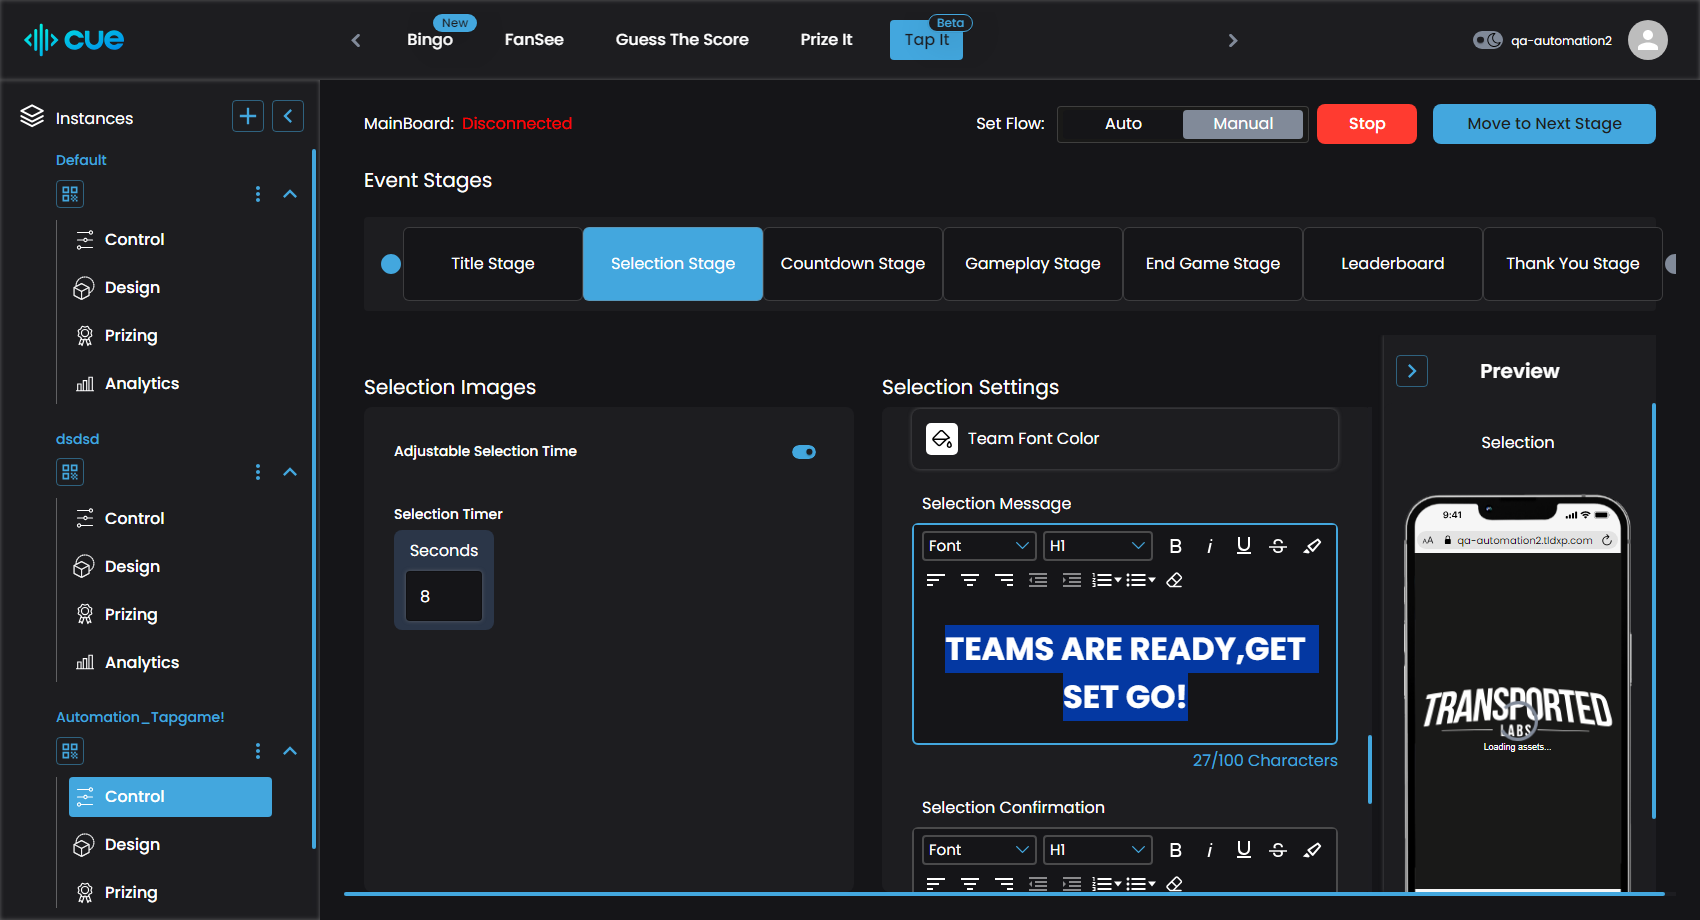 cue
Bingo
New
FanSee
Guess The Score
Prize It
Tap It
Beta
qa-automation2
Instances
Default
Control
Design
Prizing
Analytics
dsdsd
Control
Design
Prizing
Analytics
Automation_Tapgame!
Control
Design
Prizing
MainBoard: Disconnected
Set Flow:
Auto
Manual
Stop
Move to Next Stage
Event Stages
Title Stage
Selection Stage
Countdown Stage
Gameplay Stage
End Game Stage
Leaderboard
Thank You Stage
Selection Images
Adjustable Selection Time
Selection Timer
Seconds
8
Selection Settings
Team Font Color
Selection Message
Font
H1
B
i
U
S
TEAMS ARE READY,GET
SET GO!
27/100 Characters
Selection Confirmation
Font
H1
B
i
U
S
Preview
Selection
9:41
AA
qa-automation2.tldxp.com
TRANSPORTED
LABS
Loading assets...